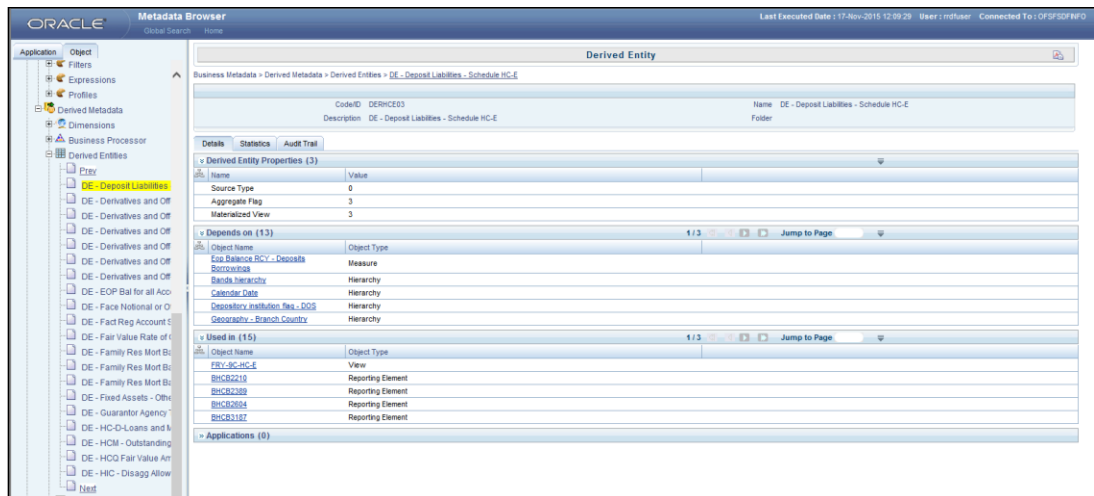 ORACLE
Metadata Browser
Global Search Home
Last Executed Date : 17-Nov-2015 12:09:29 User : rrdfuser Connected To : OFSFSDFINFO
Application Object
Filters
Expressions
Profiles
Derived Metadata
Dimensions
Business Processor
Derived Entities
Prev
DE - Deposit Liabilities
DE - Derivatives and Off
DE - Derivatives and Off
DE - Derivatives and Off
DE - Derivatives and Off
DE - Derivatives and Off
DE - Derivatives and Off
DE - EOP Bal for all Acc
DE - Face Notional or O
DE - Fact Reg Account S
DE - Fair Value Rate of
DE - Family Res Mort Ba
DE - Family Res Mort Ba
DE - Family Res Mort Ba
DE - Fixed Assets - Othe
DE - Guarantor Agency
DE - HC-D-Loans and M
DE - HCM - Outstanding
DE - HCQ Fair Value Am
DE - HIC - Disagg Allow
Next
Derived Entity
Business Metadata > Derived Metadata > Derived Entities > DE - Deposit Liabilities - Schedule HC-E
Code/ID DERHCE03
Name DE - Deposit Liabilities - Schedule HC-E
Description DE - Deposit Liabilities - Schedule HC-E
Folder
Details Statistics Audit Trail
Derived Entity Properties (3)
Name Value
Source Type 0
Aggregate Flag 3
Materialized View 3
Depends on (13) 1 / 3 Jump to Page
Object Name Object Type
Eop Balance RCY - Deposits Borrowings Measure
Bands hierarchy Hierarchy
Calendar Date Hierarchy
Depository institution flag - DOS Hierarchy
Geography - Branch Country Hierarchy
Used in (15) 1 / 3 Jump to Page
Object Name Object Type
FRY-9C-HC-E View
BHCB2210 Reporting Element
BHCB2389 Reporting Element
BHCB2604 Reporting Element
BHCB3187 Reporting Element
Applications (0)